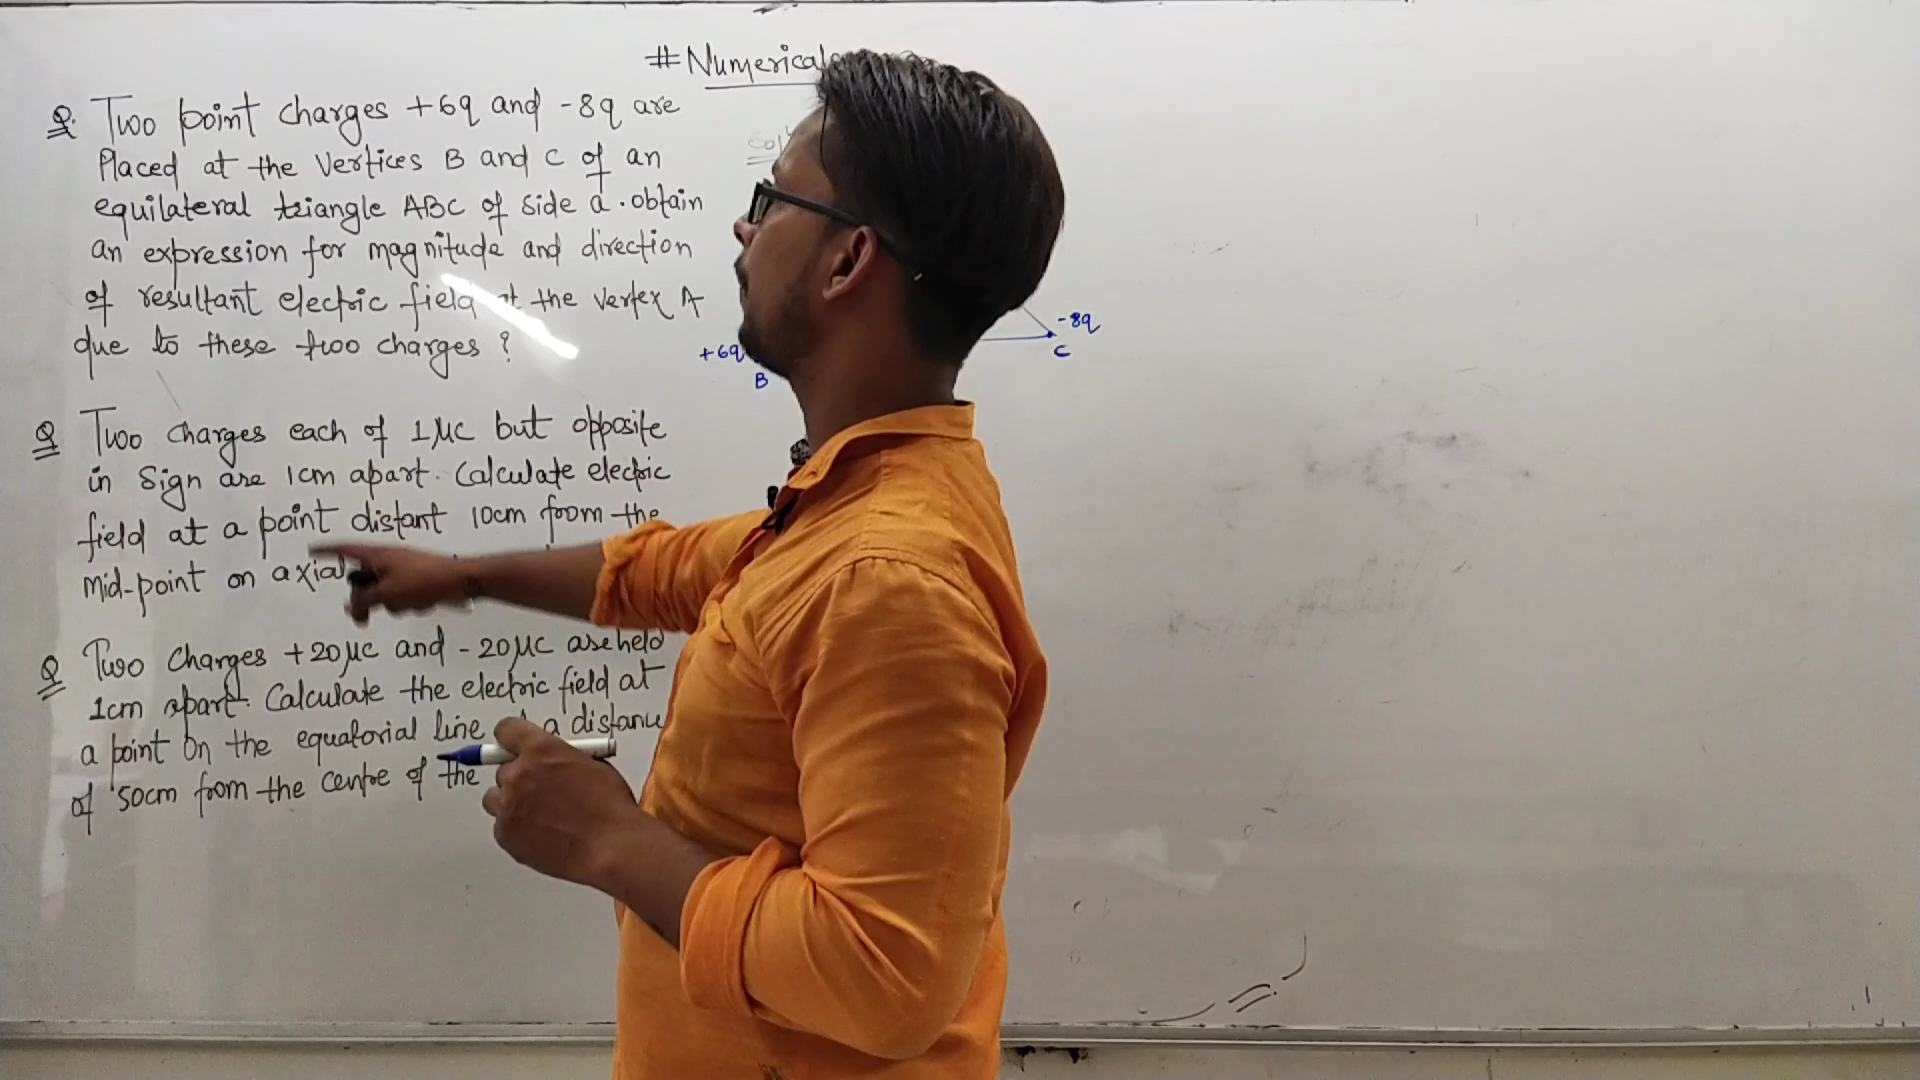 # Numericals
Q. Two point charges +6q and -8q are
Placed at the vertices B and C of an
equilateral triangle ABC of side a. obtain
an expression for magnitude and direction
of resultant electric field at the vertex A
due to these two charges ?
+6q
B
-8q
C
Q Two charges each of 1μC but opposite
in sign are 1cm apart. Calculate electric
field at a point distant 10cm from the
mid-point on axial
Q Two Charges +20μC and -20μC are held
1cm apart. Calculate the electric field at
a point on the equatorial line a distance
of 50cm from the centre of the